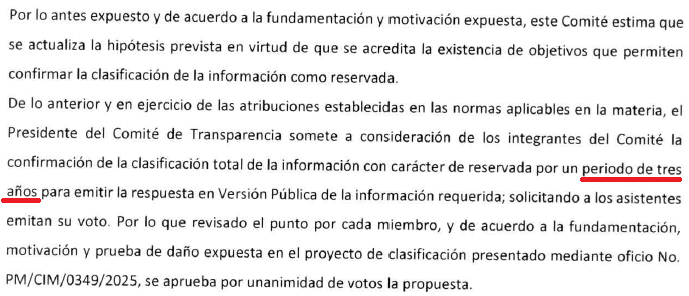 Por lo antes expuesto y de acuerdo a la fundamentación y motivación expuesta, este Comité estima que
se actualiza la hipótesis prevista en virtud de que se acredita la existencia de objetivos que permiten
confirmar la clasificación de la información como reservada.
De lo anterior y en ejercicio de las atribuciones establecidas en las normas aplicables en la materia, el
Presidente del Comité de Transparencia somete a consideración de los integrantes del Comité la
confirmación de la clasificación total de la información con carácter de reservada por un periodo de tres
años para emitir la respuesta en Versión Pública de la información requerida; solicitando a los asistentes
emitan su voto. Por lo que revisado el punto por cada miembro, y de acuerdo a la fundamentación,
motivación y prueba de daño expuesta en el proyecto de clasificación presentado mediante oficio No.
PM/CIM/0349/2025, se aprueba por unanimidad de votos la propuesta.